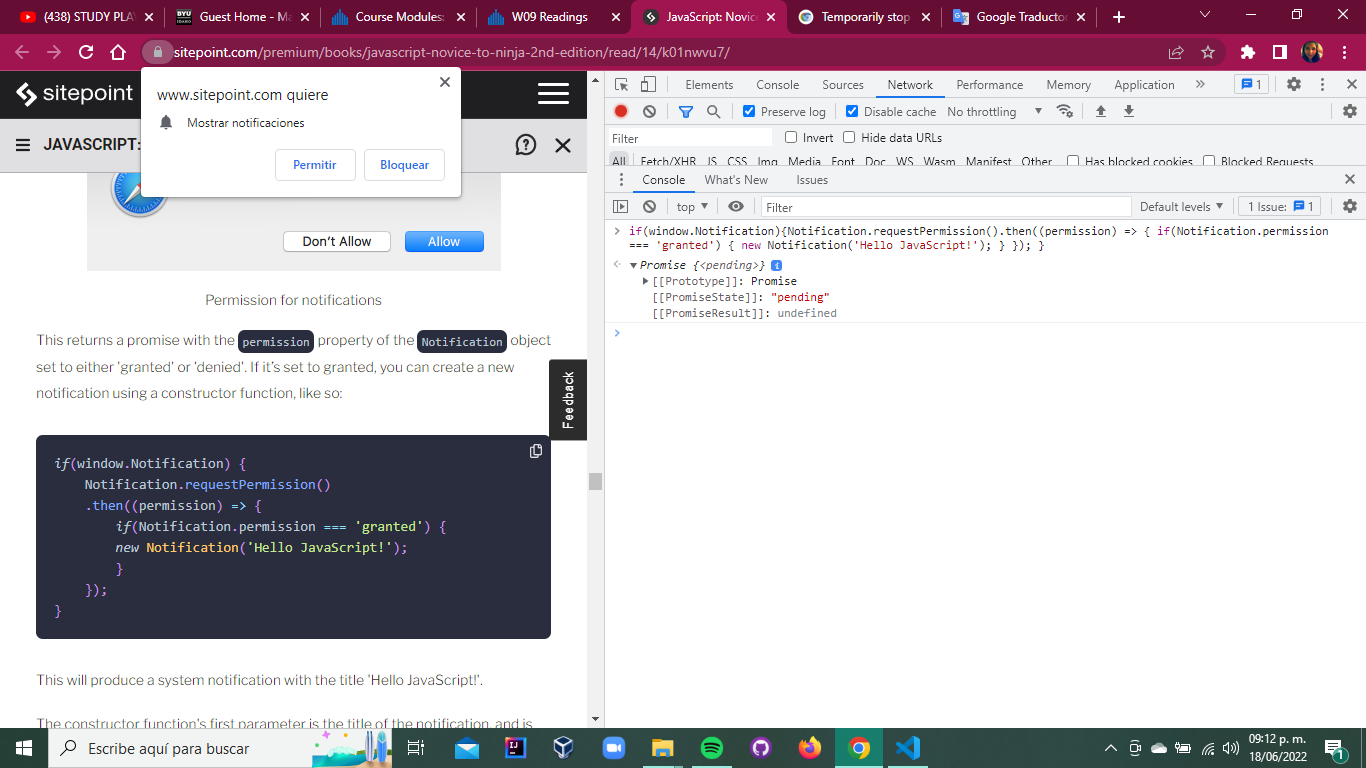 (438) STUDY PLA
BYU IDAHO
Guest Home - Ma
Course Modules:
W09 Readings
JavaScript: Novic
Temporarily stop
Google Traductor
sitepoint.com/premium/books/javascript-novice-to-ninja-2nd-edition/read/14/k01nwvu7/
sitepoint
JAVASCRIPT:
www.sitepoint.com quiere
Mostrar notificaciones
Permitir
Bloquear
Don't Allow
Allow
Permission for notifications
This returns a promise with the permission property of the Notification object
set to either 'granted' or 'denied'. If it's set to granted, you can create a new
notification using a constructor function, like so:
Feedback
if(window.Notification) {
Notification.requestPermission()
.then((permission) => {
if(Notification.permission === 'granted') {
new Notification('Hello JavaScript!');
}
});
}
This will produce a system notification with the title 'Hello JavaScript!'.
The constructor function's first parameter is the title of the notification, and is
Elements
Console
Sources
Network
Performance
Memory
Application
»
1
Preserve log
Disable cache
No throttling
Filter
Invert
Hide data URLs
All
Fetch/XHR
JS
CSS
Img
Media
Font
Doc
WS
Wasm
Manifest
Other
Has blocked cookies
Blocked Requests
Console
What's New
Issues
top
Filter
Default levels
1 Issue:
1
if(window.Notification){Notification.requestPermission().then((permission) => { if(Notification.permission
=== 'granted') { new Notification('Hello JavaScript!'); } }); }
Promise {<pending>}
[[Prototype]]: Promise
[[PromiseState]]: "pending"
[[PromiseResult]]: undefined
Escribe aquí para buscar
09:12 p. m.
18/06/2022
1